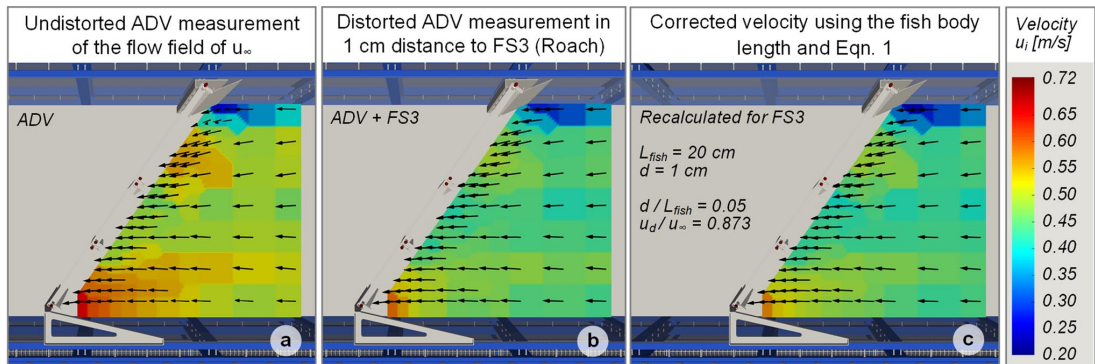 Undistorted ADV measurement
of the flow field of u∞
Distorted ADV measurement in
1 cm distance to FS3 (Roach)
Corrected velocity using the fish body
length and Eqn. 1
Velocity
uᵢ [m/s]
ADV
ADV + FS3
Recalculated for FS3
L_fish = 20 cm
d = 1 cm
d / L_fish = 0.05
u_d / u∞ = 0.873
0.72
0.65
0.60
0.55
0.50
0.45
0.40
0.35
0.30
0.25
0.20
a
b
c